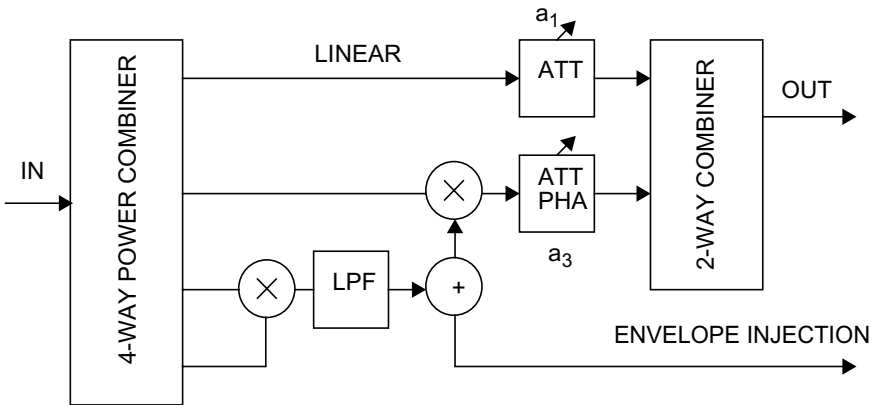 a1
LINEAR
ATT
OUT
IN
4-WAY POWER COMBINER
ATT
PHA
2-WAY COMBINER
a3
LPF
+
ENVELOPE INJECTION